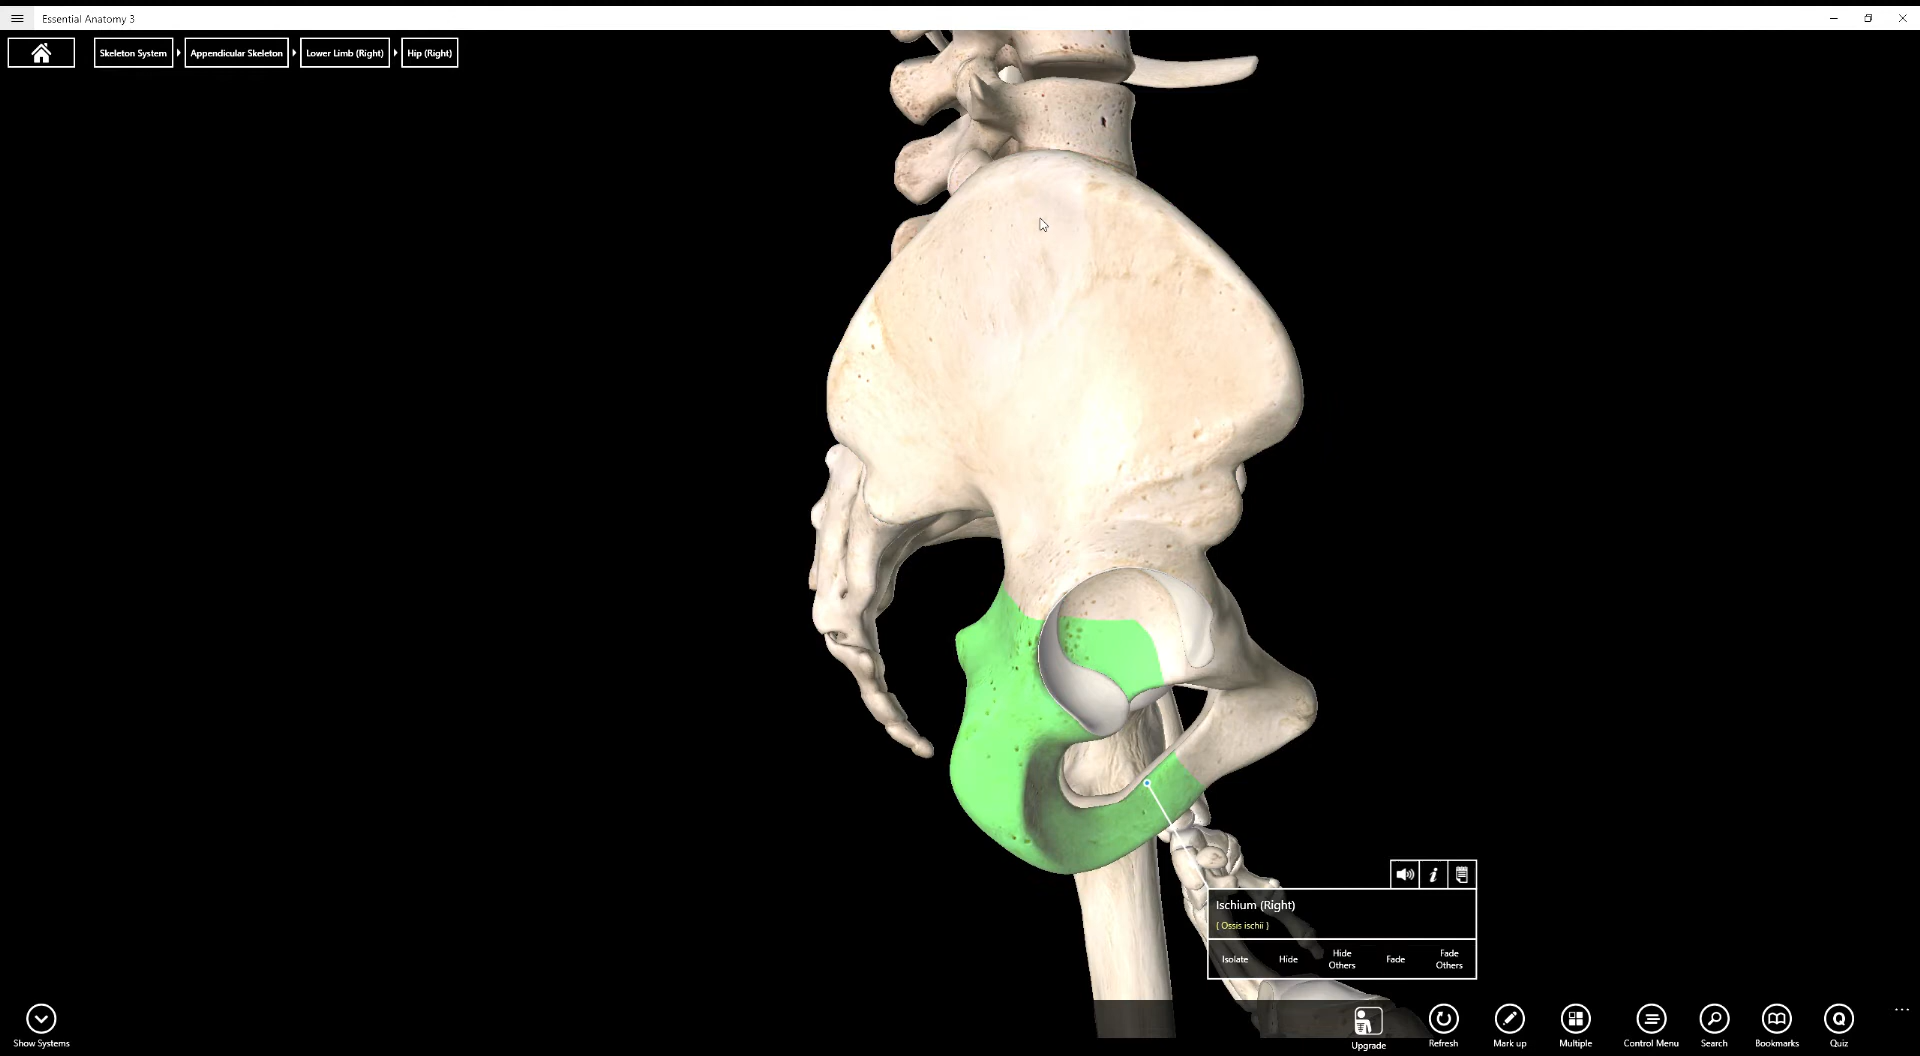 Essential Anatomy 3
Skeleton System
Appendicular Skeleton
Lower Limb (Right)
Hip (Right)
i
Ischium (Right)
( Ossis ischii )
Isolate
Hide
Hide
Others
Fade
Fade
Others
Show Systems
Upgrade
Refresh
Mark up
Multiple
Control Menu
Search
Bookmarks
Q
Quiz